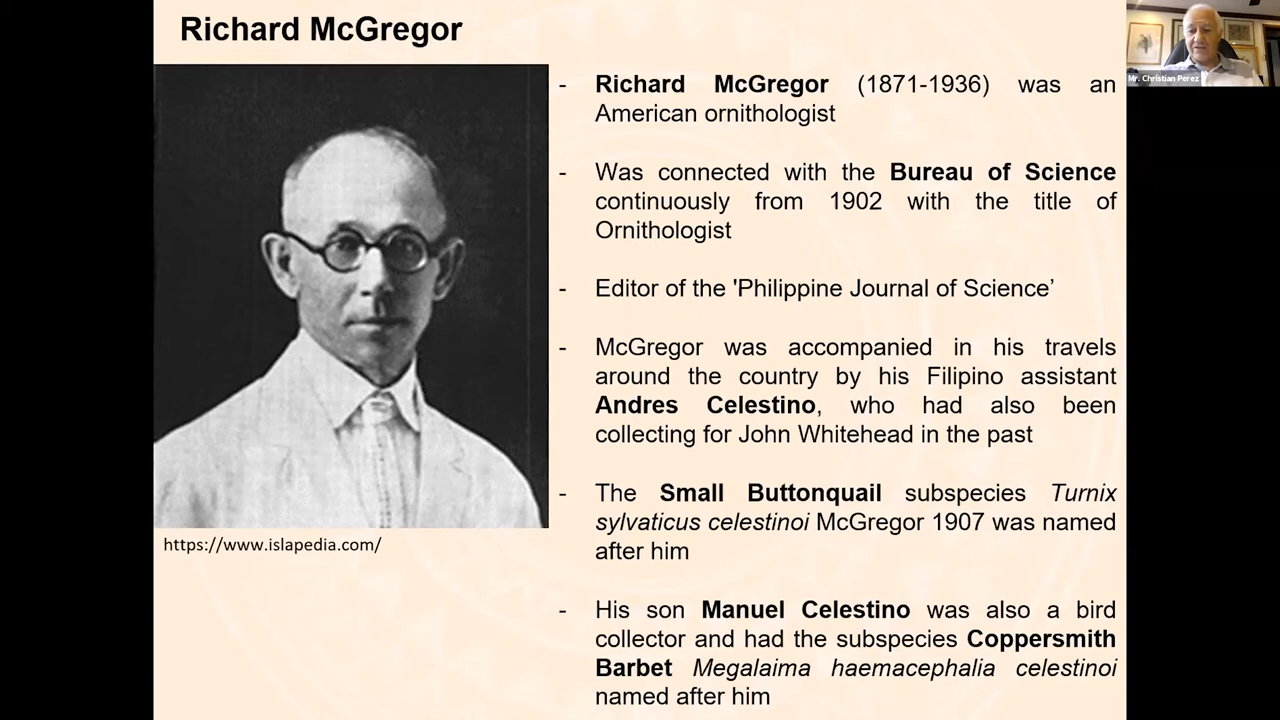 Richard McGregor
Mr. Christian Perez
- Richard McGregor (1871-1936) was an
American ornithologist
- Was connected with the Bureau of Science
continuously from 1902 with the title of
Ornithologist
- Editor of the 'Philippine Journal of Science’
- McGregor was accompanied in his travels
around the country by his Filipino assistant
Andres Celestino, who had also been
collecting for John Whitehead in the past
- The Small Buttonquail subspecies Turnix
sylvaticus celestinoi McGregor 1907 was named
after him
https://www.islapedia.com/
- His son Manuel Celestino was also a bird
collector and had the subspecies Coppersmith
Barbet Megalaima haemacephalia celestinoi
named after him